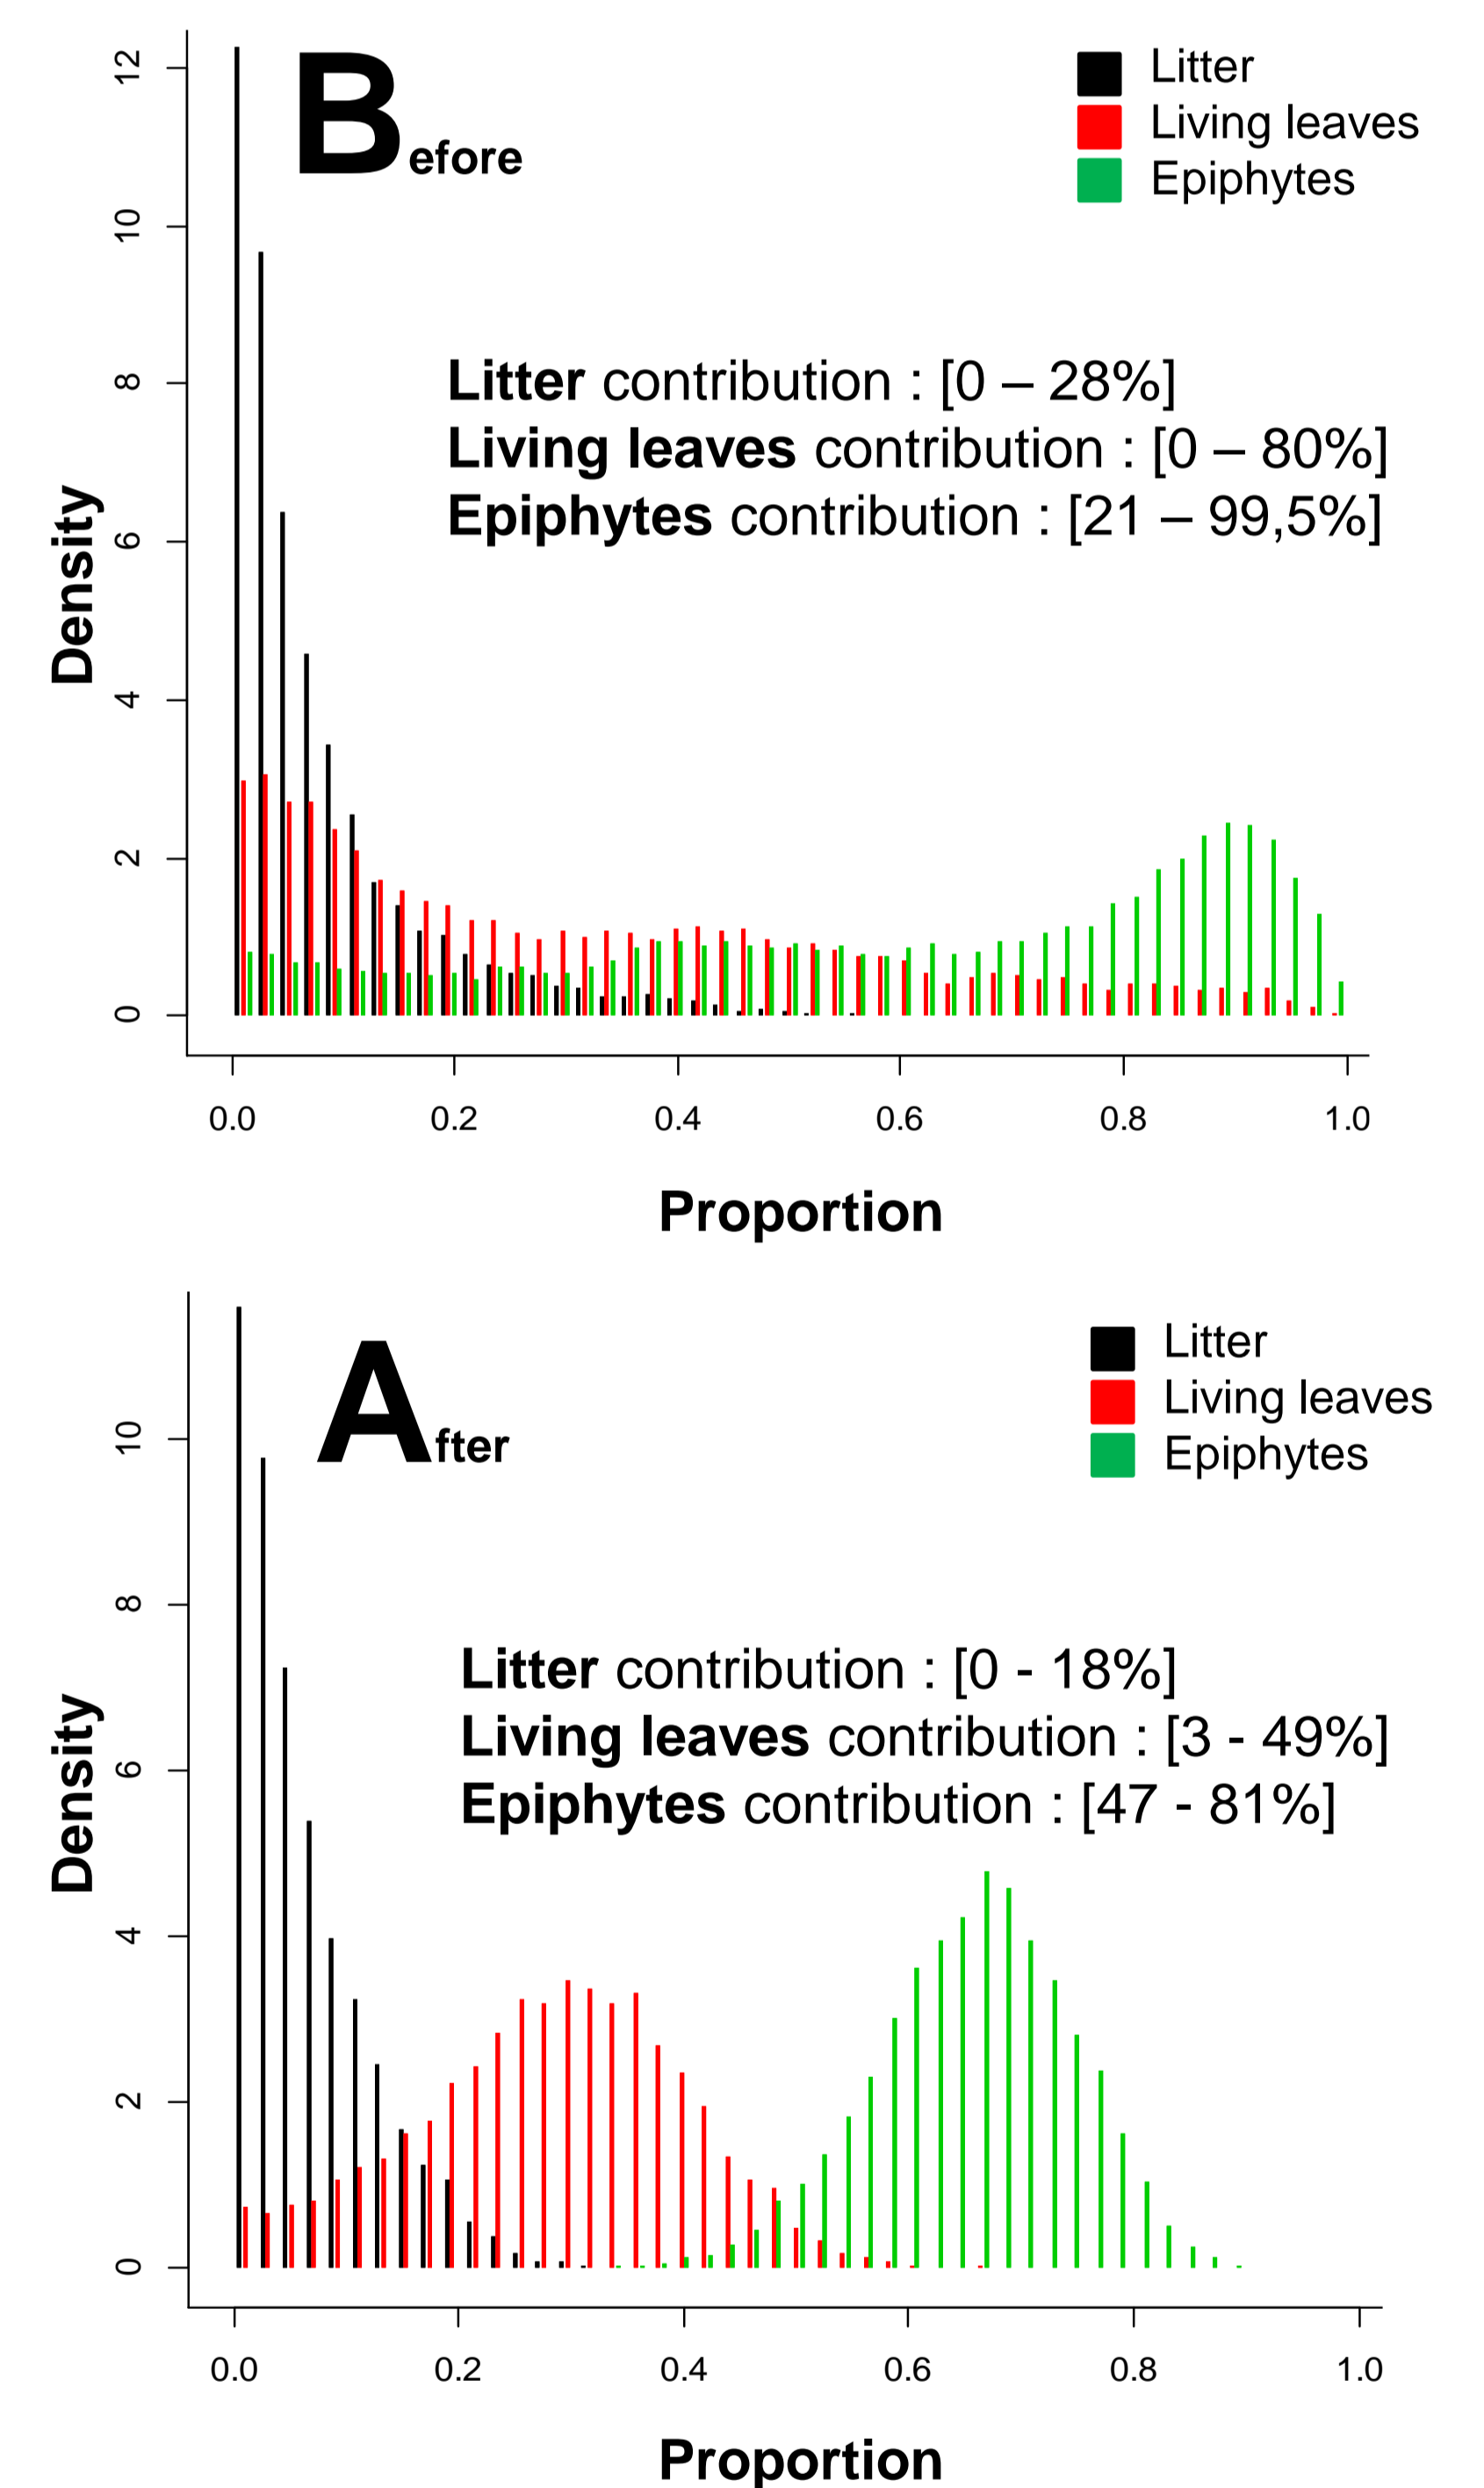 Before
Litter
Living leaves
Epiphytes
Litter contribution : [0 – 28%]
Living leaves contribution : [0 – 80%]
Epiphytes contribution : [21 – 99,5%]
Density
12
10
8
6
4
2
0
0.0 0.2 0.4 0.6 0.8 1.0
Proportion
After
Litter
Living leaves
Epiphytes
Litter contribution : [0 - 18%]
Living leaves contribution : [3 - 49%]
Epiphytes contribution : [47 - 81%]
Density
10
8
6
4
2
0
0.0 0.2 0.4 0.6 0.8 1.0
Proportion